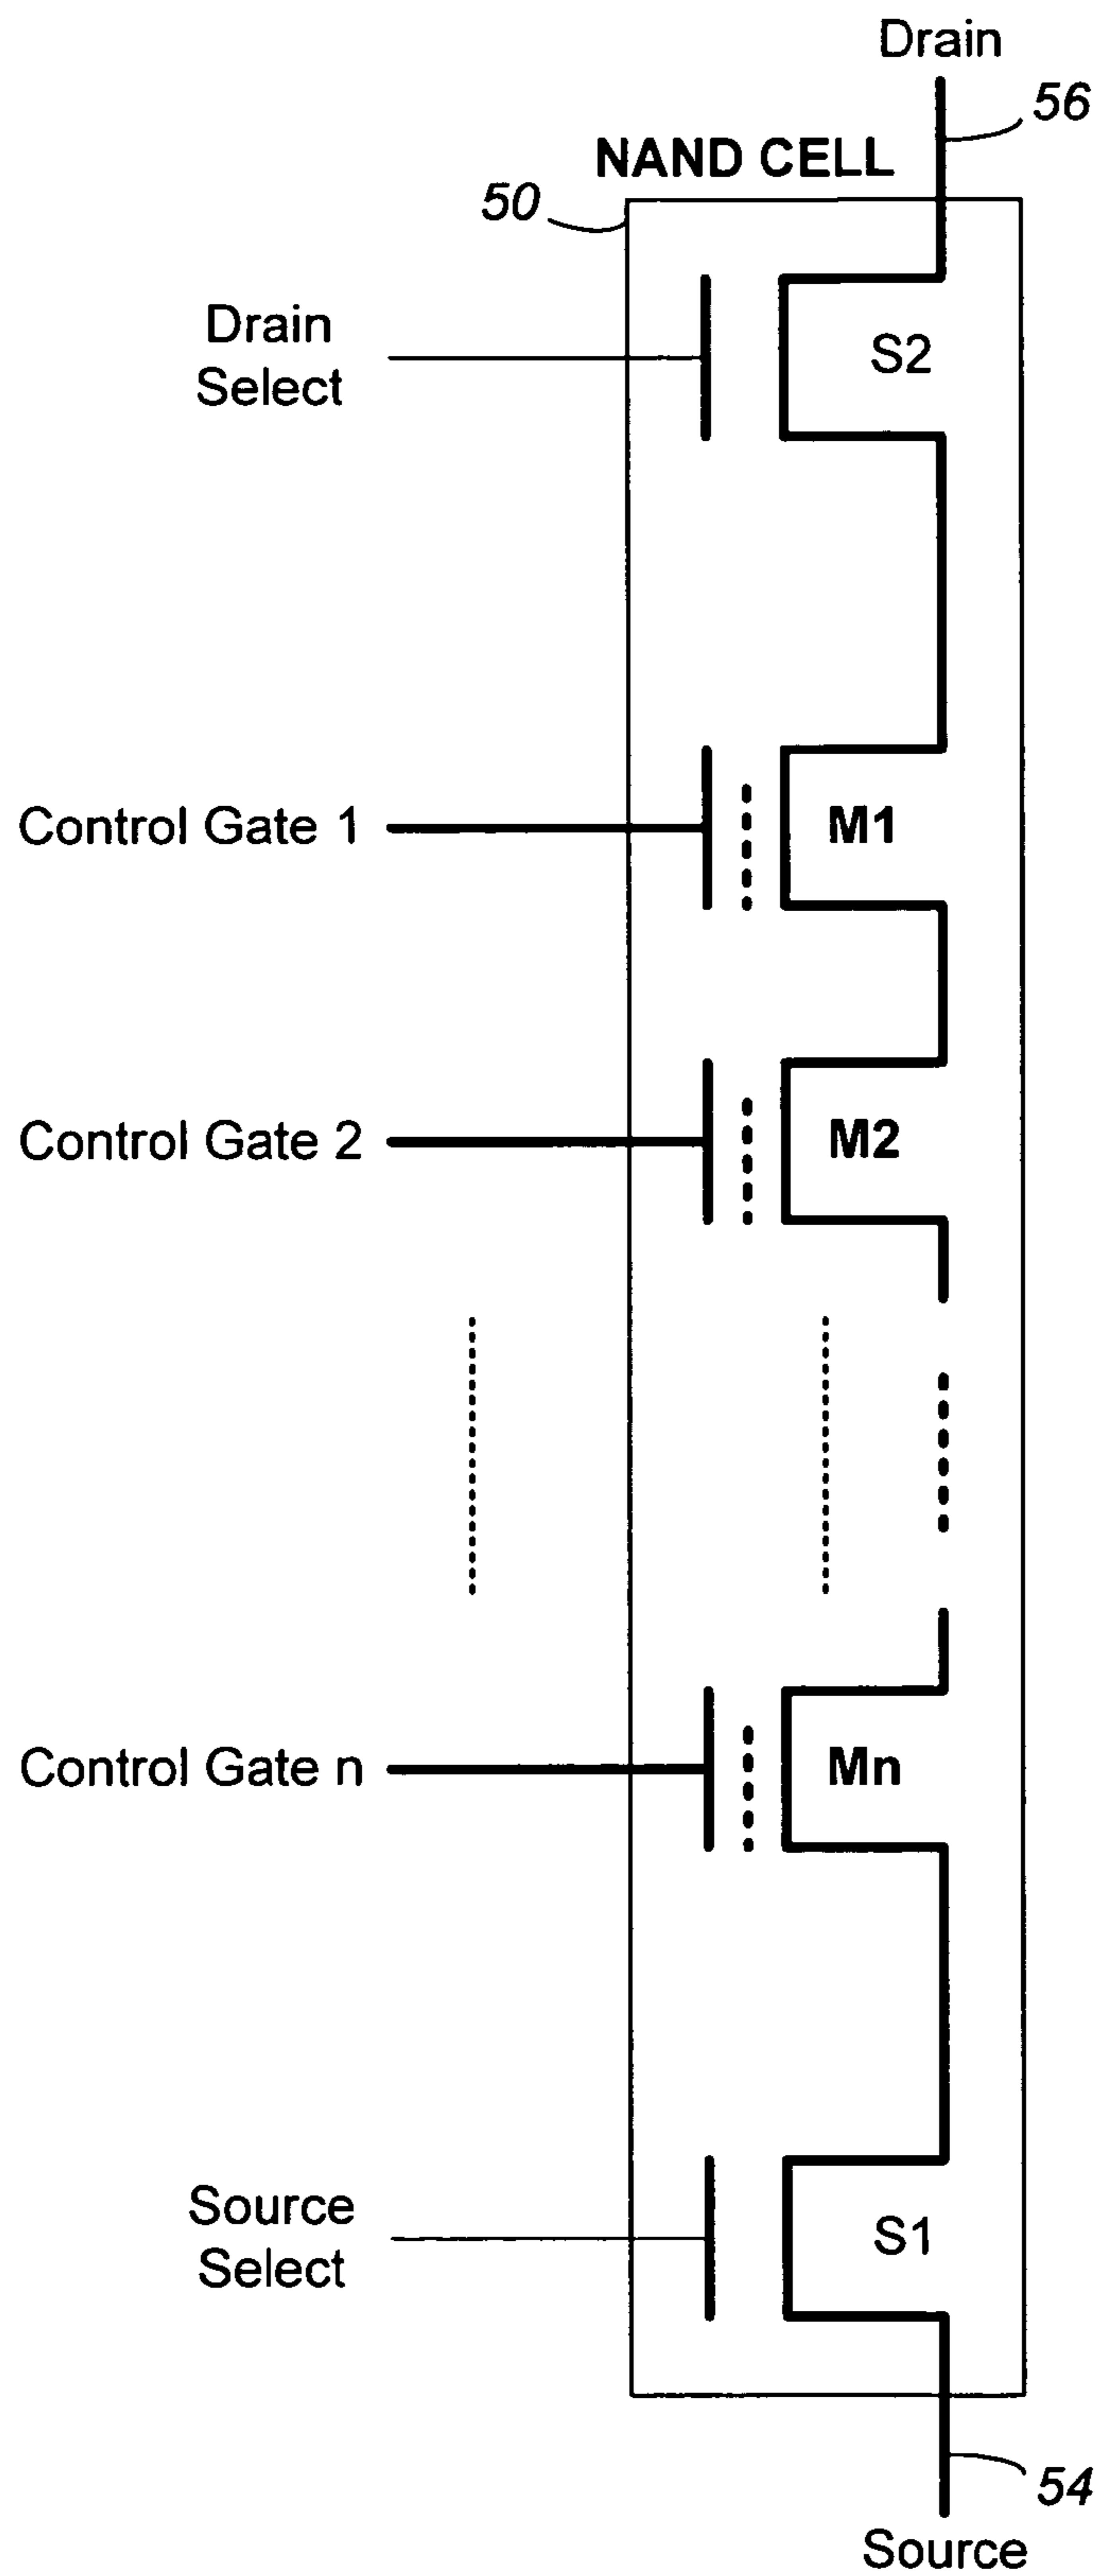 Drain
56
NAND CELL
50
Drain
Select
S2
Control Gate 1
M1
Control Gate 2
M2
Control Gate n
Mn
Source
Select
S1
54
Source